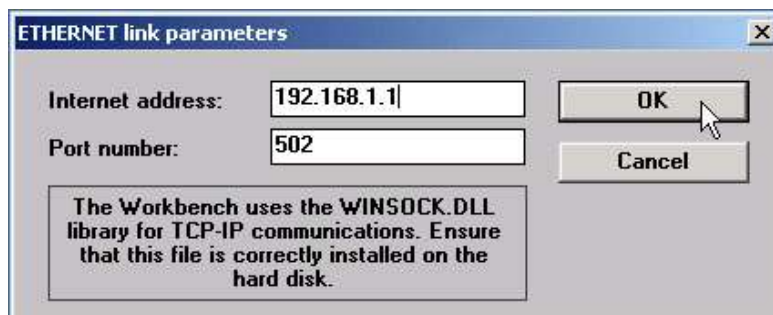 ETHERNET link parameters
Internet address: 192.168.1.1 OK
Port number: 502
Cancel
The Workbench uses the WINSOCK.DLL
library for TCP-IP communications. Ensure
that this file is correctly installed on the
hard disk.